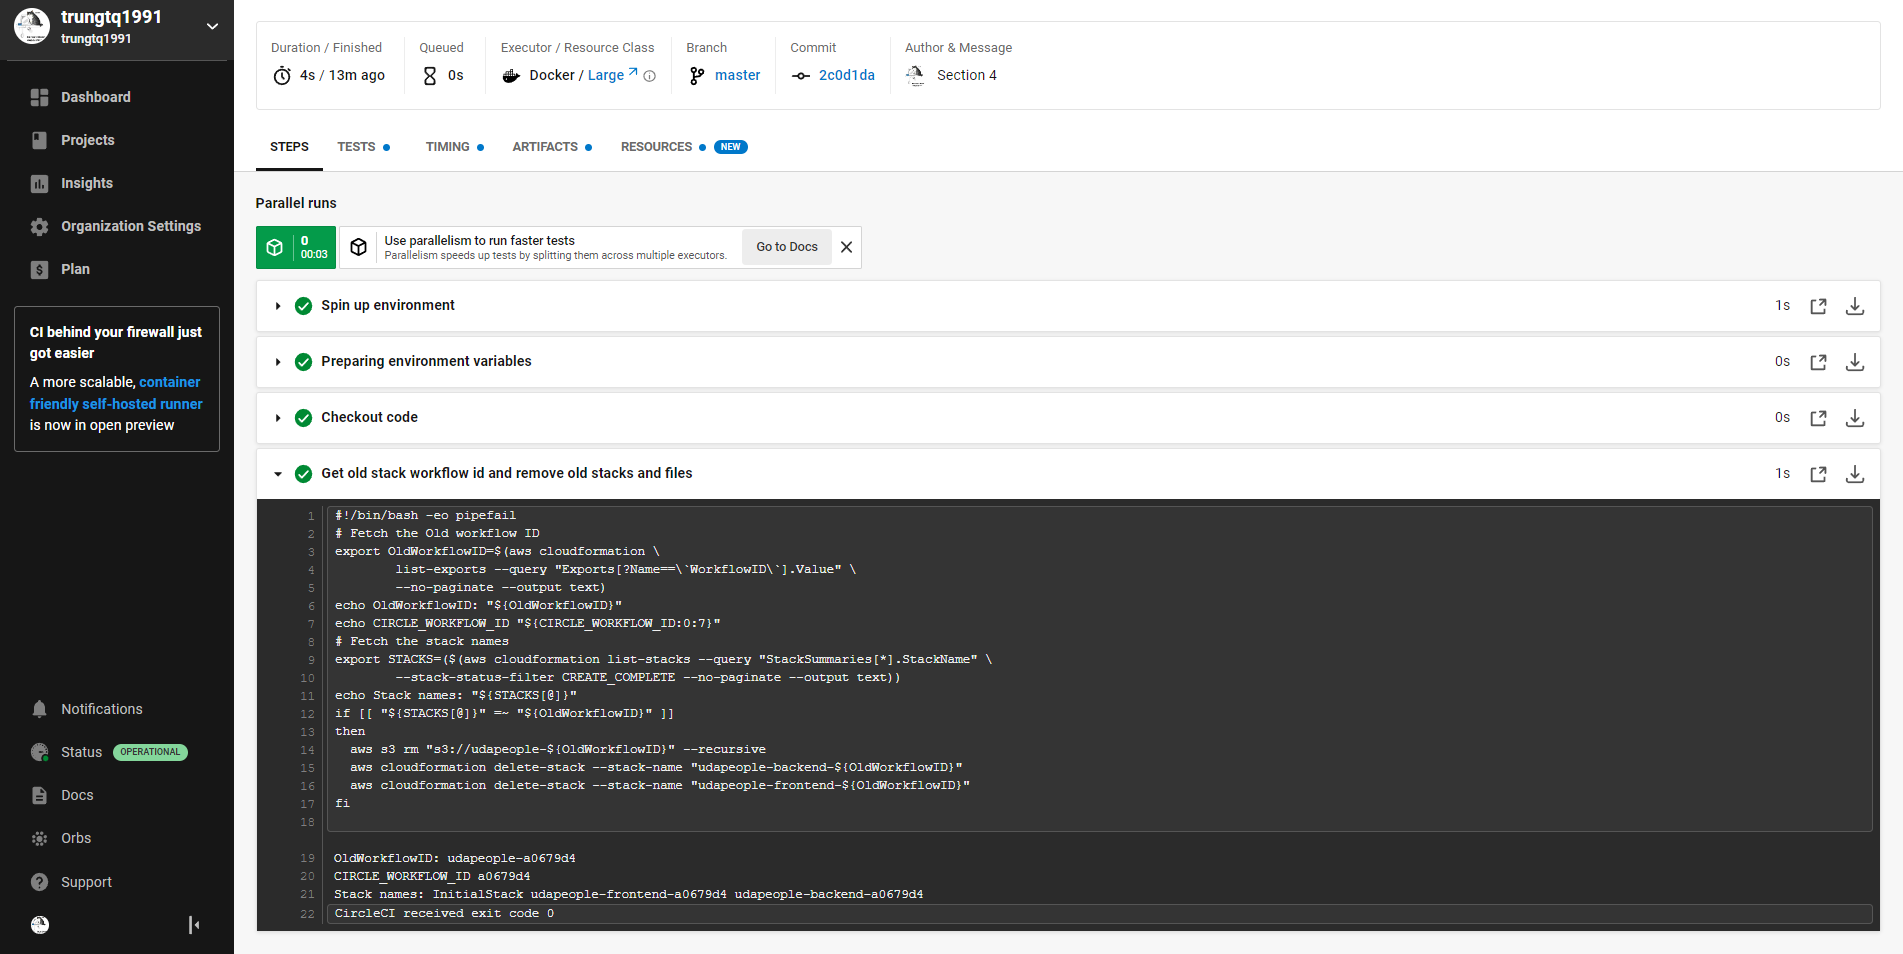 trungtq1991
trungtq1991
Dashboard
Projects
Insights
Organization Settings
Plan
CI behind your firewall just
got easier
A more scalable, container
friendly self-hosted runner
is now in open preview
Notifications
Status OPERATIONAL
Docs
Orbs
Support
Duration / Finished
4s / 13m ago
Queued
0s
Executor / Resource Class
Docker / Large
Branch
master
Commit
2c0d1da
Author & Message
Section 4
STEPS TESTS TIMING ARTIFACTS RESOURCES NEW
Parallel runs
0
00:03
Use parallelism to run faster tests
Parallelism speeds up tests by splitting them across multiple executors.
Go to Docs
Spin up environment 1s
Preparing environment variables 0s
Checkout code 0s
Get old stack workflow id and remove old stacks and files 1s
1 #!/bin/bash -eo pipefail
2 # Fetch the Old workflow ID
3 export OldWorkflowID=$(aws cloudformation \
4 list-exports --query "Exports[?Name==\`WorkflowID\`].Value" \
5 --no-paginate --output text)
6 echo OldWorkflowID: "${OldWorkflowID}"
7 echo CIRCLE_WORKFLOW_ID "${CIRCLE_WORKFLOW_ID:0:7}"
8 # Fetch the stack names
9 export STACKS=($(aws cloudformation list-stacks --query "StackSummaries[*].StackName" \
10 --stack-status-filter CREATE_COMPLETE --no-paginate --output text))
11 echo Stack names: "${STACKS[@]}"
12 if [[ "${STACKS[@]}" =~ "${OldWorkflowID}" ]]
13 then
14 aws s3 rm "s3://udapeople-${OldWorkflowID}" --recursive
15 aws cloudformation delete-stack --stack-name "udapeople-backend-${OldWorkflowID}"
16 aws cloudformation delete-stack --stack-name "udapeople-frontend-${OldWorkflowID}"
17 fi
18
19 OldWorkflowID: udapeople-a0679d4
20 CIRCLE_WORKFLOW_ID a0679d4
21 Stack names: InitialStack udapeople-frontend-a0679d4 udapeople-backend-a0679d4
22 CircleCI received exit code 0